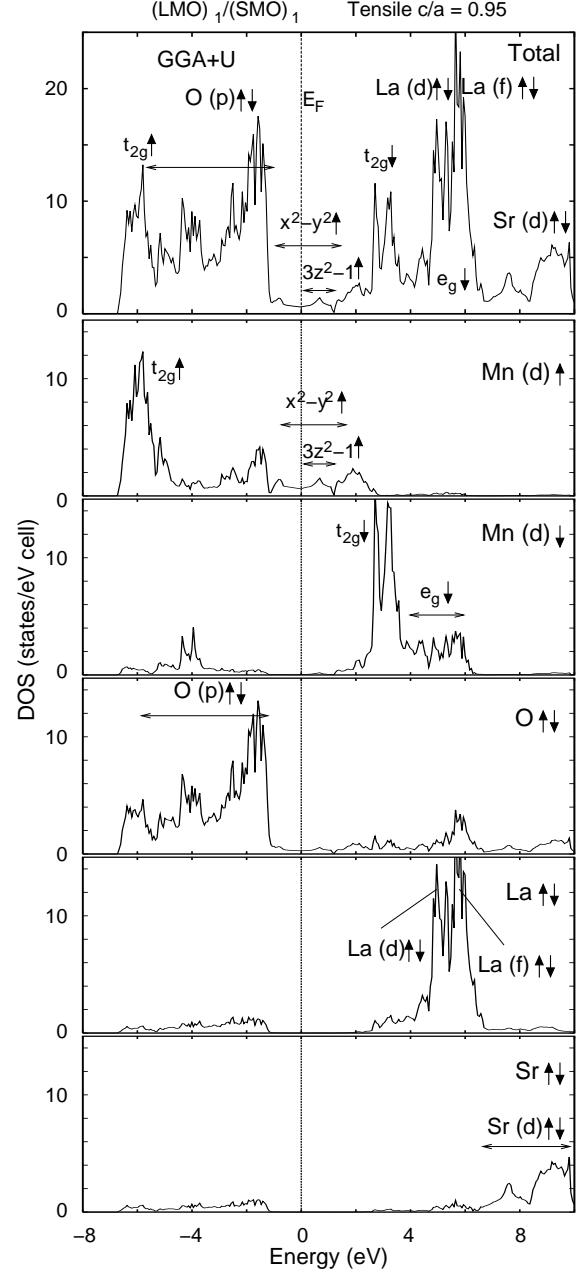 (LMO) 1/(SMO) 1 Tensile c/a = 0.95
GGA+U Total
O (p)↑↓ E_F La (d)↑↓ La (f)↑↓
t2g↑ t2g↓
x²−y²↑ Sr (d)↑↓
3z²−1↑ eg↓
20
10
0
t2g↑ Mn (d)↑
x²−y²↑
3z²−1↑
10
0
t2g↓ Mn (d)↓
eg↓
10
0
O (p)↑↓ O↑↓
10
0
La↑↓
La (d)↑↓ La (f)↑↓
10
0
Sr↑↓
Sr (d)↑↓
10
0
DOS (states/eV cell)
−8 −4 0 4 8
Energy (eV)